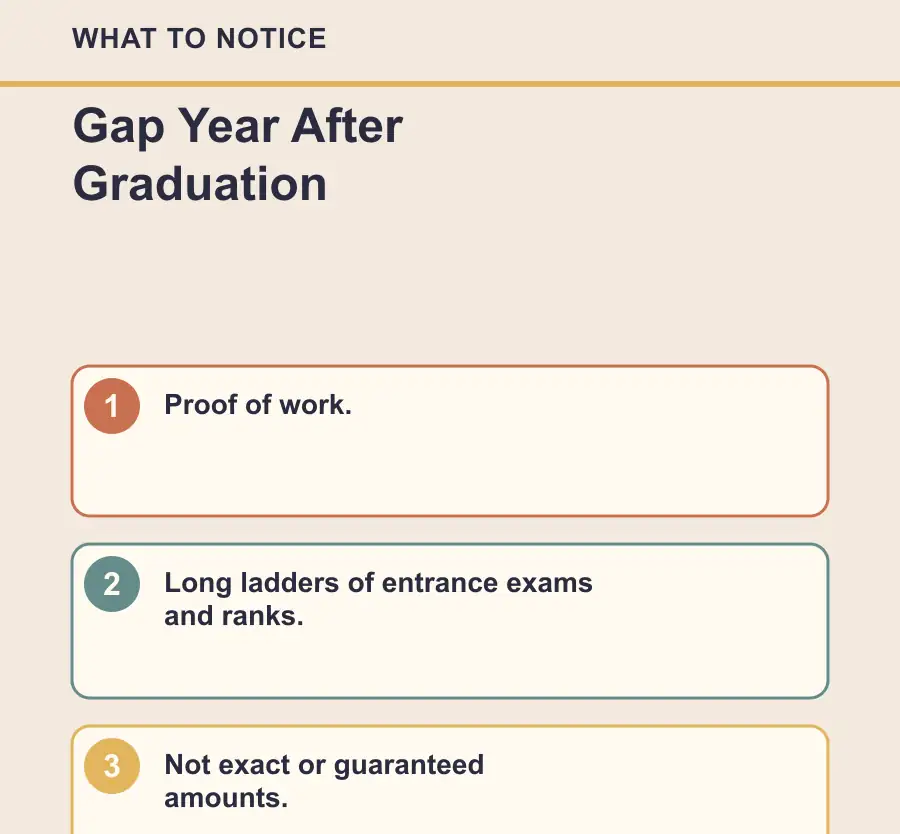 WHAT TO NOTICE
Gap Year After
Graduation
1
Proof of work.
2
Long ladders of entrance exams
and ranks.
3
Not exact or guaranteed
amounts.